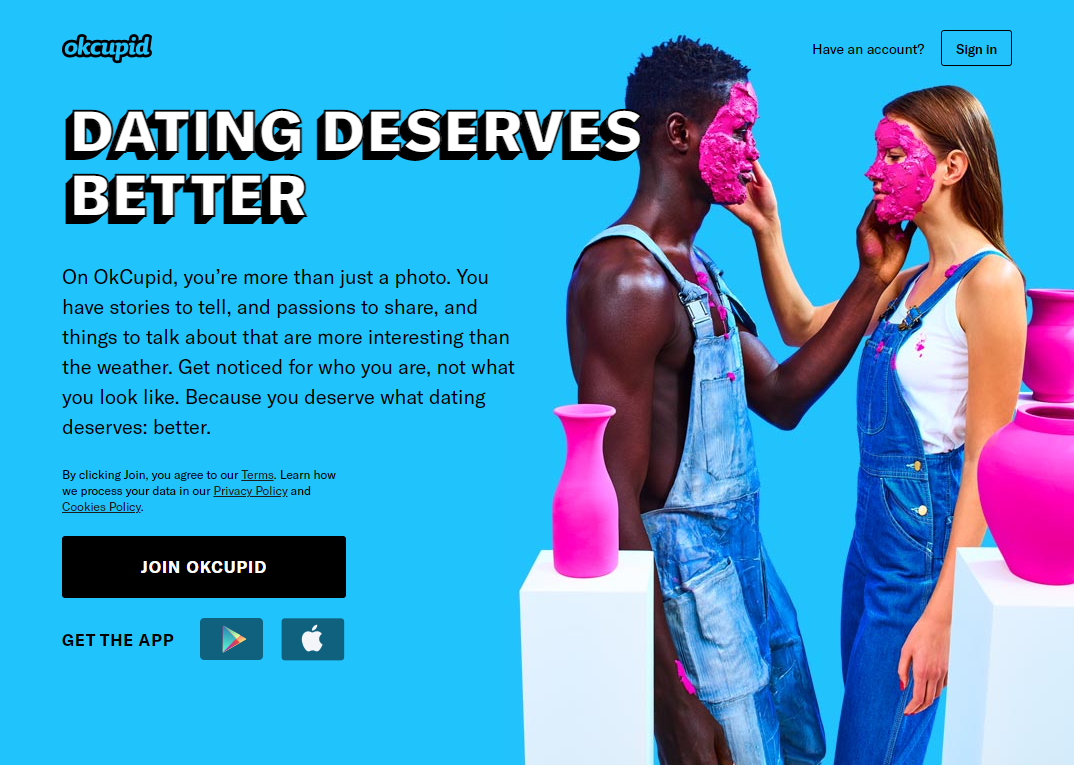 okcupid
Have an account?
Sign in
DATING DESERVES
BETTER
On OkCupid, you’re more than just a photo. You
have stories to tell, and passions to share, and
things to talk about that are more interesting than
the weather. Get noticed for who you are, not what
you look like. Because you deserve what dating
deserves: better.
By clicking Join, you agree to our Terms. Learn how
we process your data in our Privacy Policy and
Cookies Policy.
JOIN OKCUPID
GET THE APP